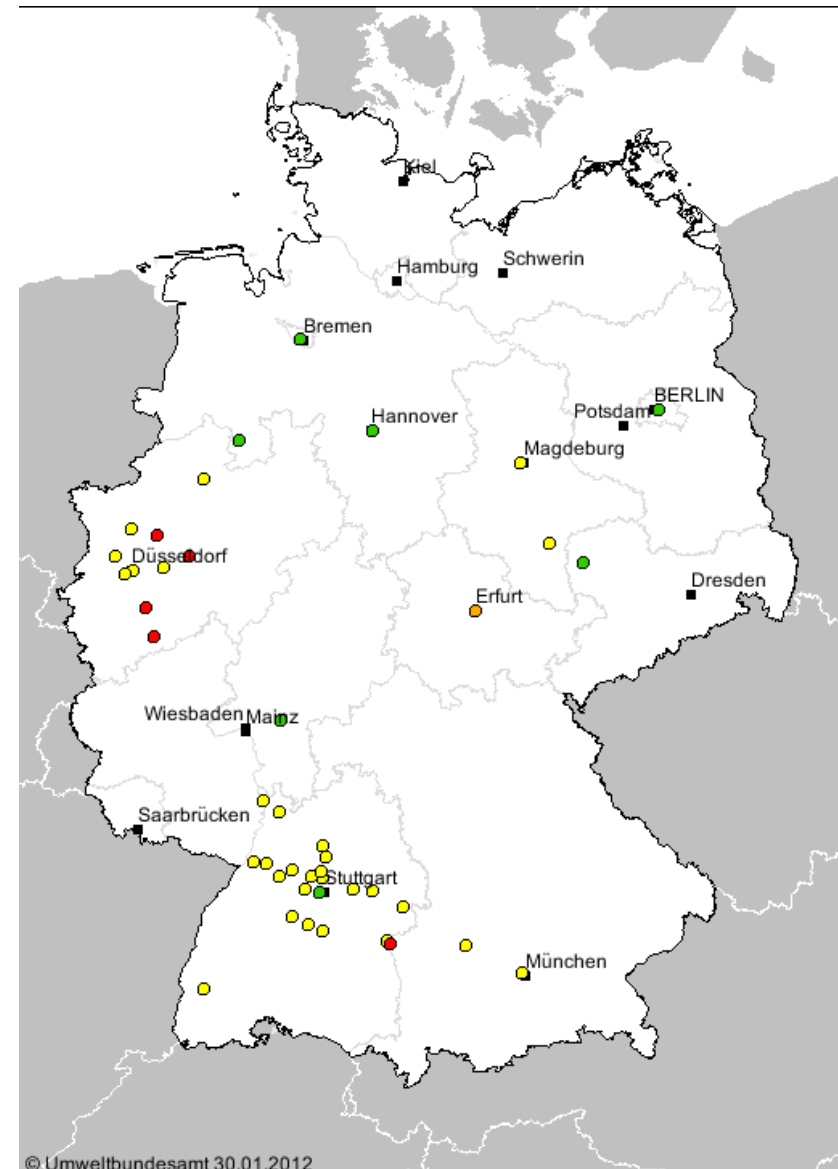 Kiel
Hamburg
Schwerin
Bremen
BERLIN
Hannover
Potsdam
Magdeburg
Düsseldorf
Dresden
Erfurt
Wiesbaden
Mainz
Saarbrücken
Stuttgart
München
© Umweltbundesamt 30.01.2012